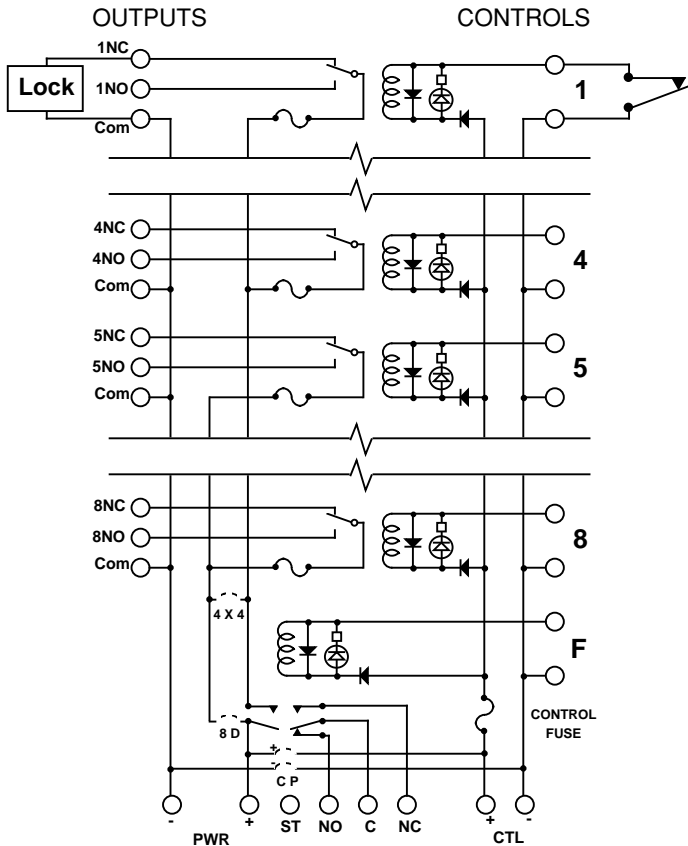 OUTPUTS CONTROLS
1NC
Lock 1NO 1
Com
4NC
4NO 4
Com
5NC
5NO 5
Com
8NC
8NO 8
Com
4 X 4
F
CONTROL
FUSE
8 D
+
-
C P
- + ST NO C NC + -
PWR CTL